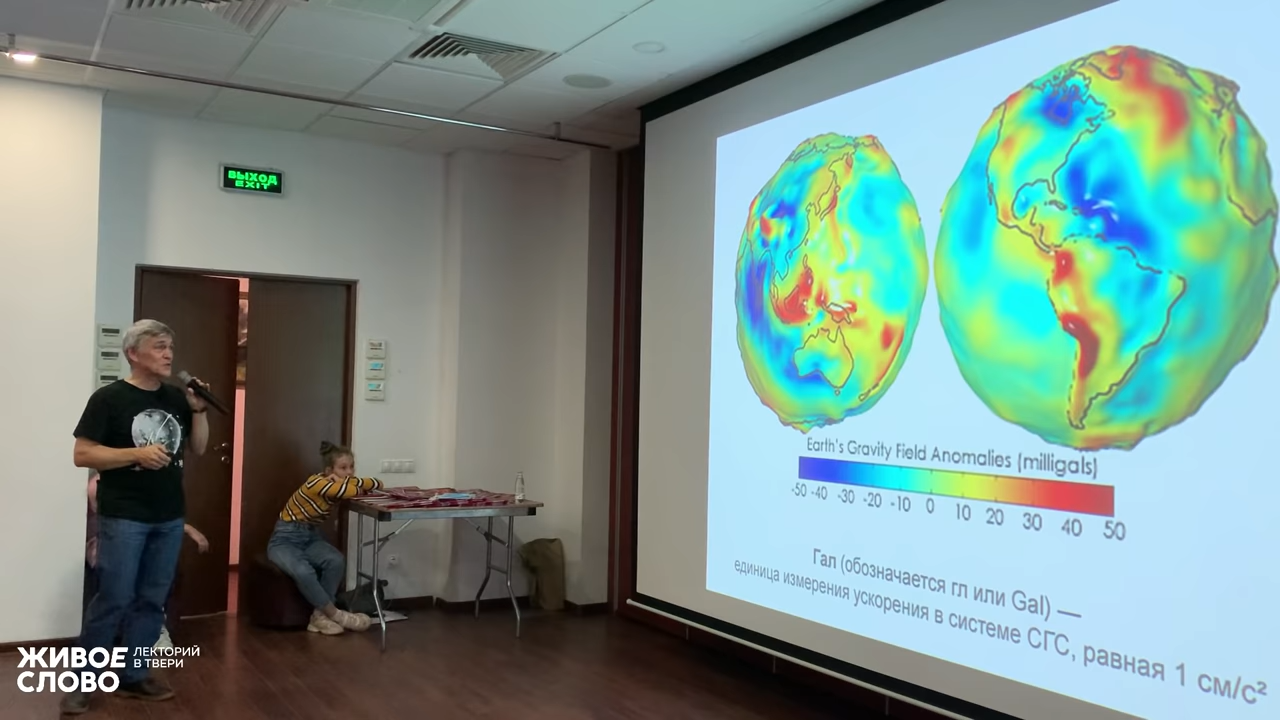 ВЫХОД
EXIT
Earth's Gravity Field Anomalies (milligals)
-50 -40 -30 -20 -10 0 10 20 30 40 50
Гал (обозначается гл или Gal) —
единица измерения ускорения в системе СГС, равная 1 см/с²
ЖИВОЕ
СЛОВО
ЛЕКТОРИЙ
В ТВЕРИ